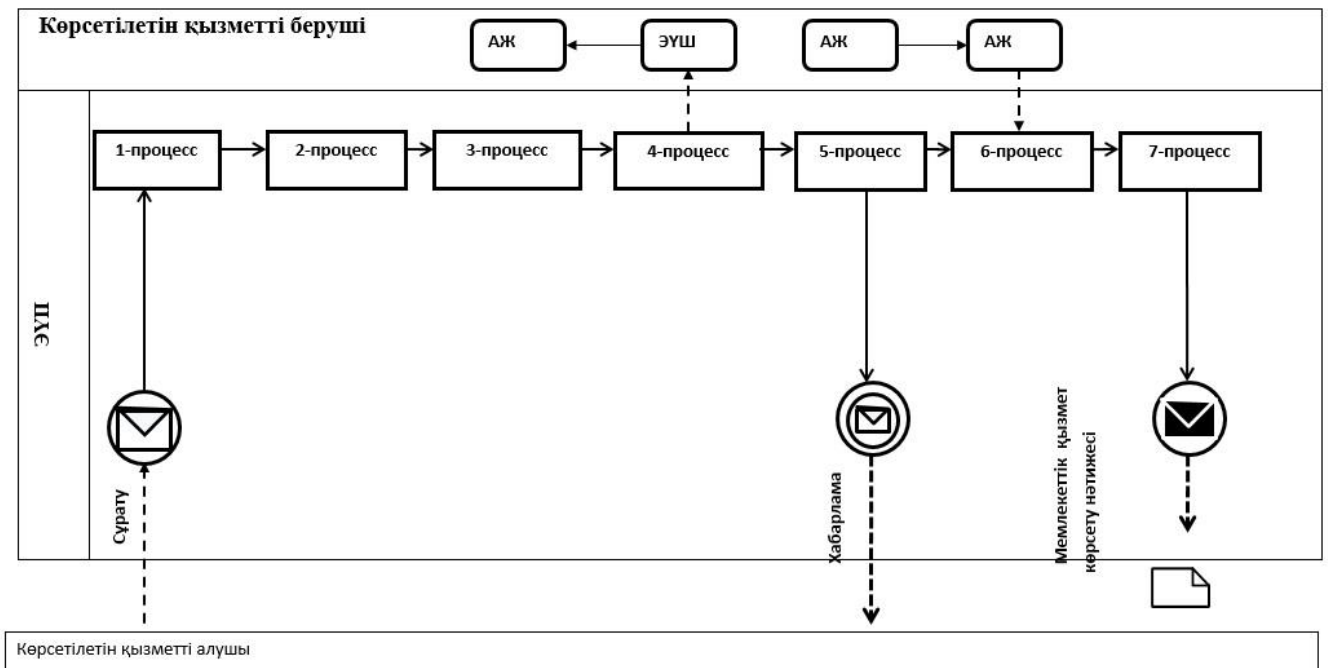 Көрсетілетін қызметті беруші
АЖ
ЭҮШ
АЖ
АЖ
ЭҮП
1-процесс
2-процесс
3-процесс
4-процесс
5-процесс
6-процесс
7-процесс
Сұрату
Хабарлама
Мемлекеттік қызмет
көрсету нәтижесі
Көрсетілетін қызметті алушы